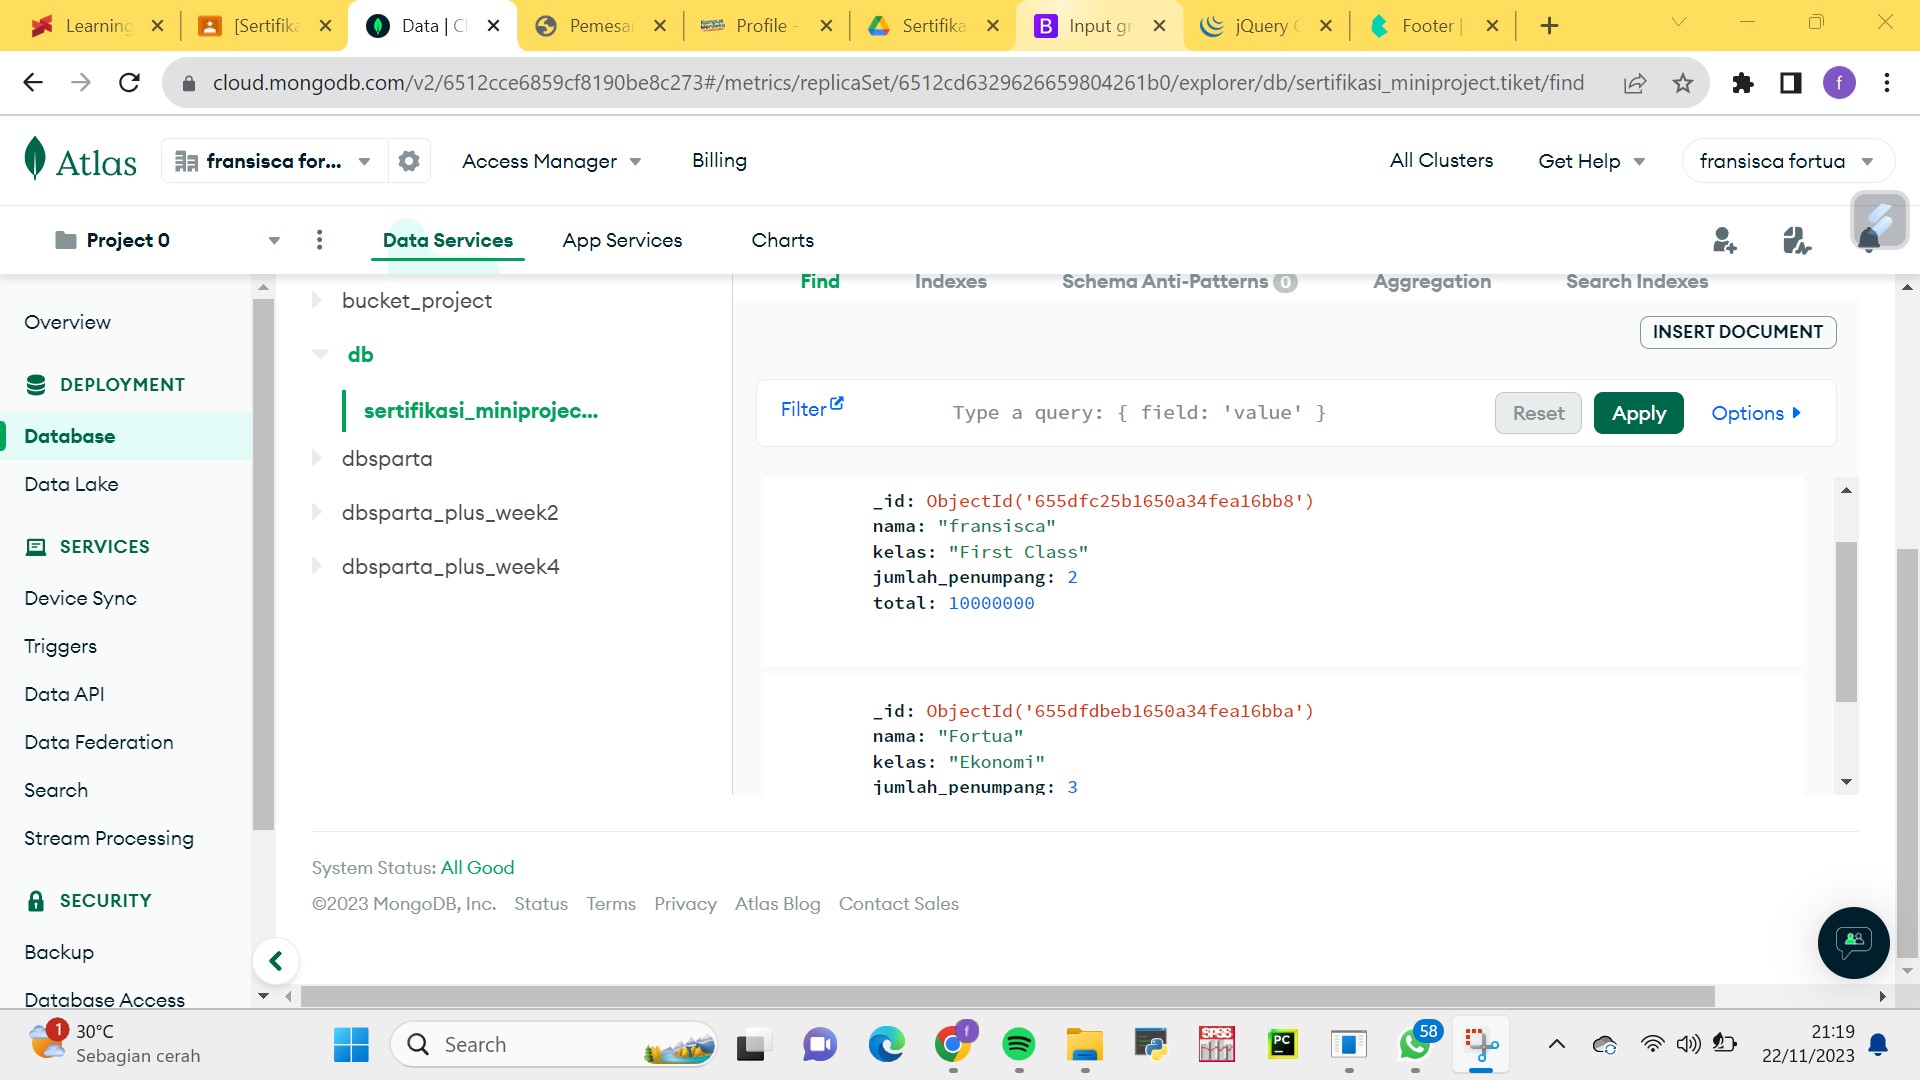 Learning
[Sertifika
Data | Cl
Pemesa
Profile -
Sertifika
Input gr
jQuery
Footer |
cloud.mongodb.com/v2/6512cce6859cf8190be8c273#/metrics/replicaSet/6512cd6329626659804261b0/explorer/db/sertifikasi_miniproject.tiket/find
f
Atlas
fransisca for...
Access Manager
Billing
All Clusters
Get Help
fransisca fortua
Project 0
Data Services
App Services
Charts
Overview
DEPLOYMENT
Database
Data Lake
SERVICES
Device Sync
Triggers
Data API
Data Federation
Search
Stream Processing
SECURITY
Backup
Database Access
bucket_project
db
sertifikasi_miniprojec...
dbsparta
dbsparta_plus_week2
dbsparta_plus_week4
Find
Indexes
Schema Anti-Patterns 0
Aggregation
Search Indexes
INSERT DOCUMENT
Filter
Type a query: { field: 'value' }
Reset
Apply
Options
_id: ObjectId('655dfc25b1650a34fea16bb8')
nama: "fransisca"
kelas: "First Class"
jumlah_penumpang: 2
total: 10000000
_id: ObjectId('655dfdbeb1650a34fea16bba')
nama: "Fortua"
kelas: "Ekonomi"
jumlah_penumpang: 3
System Status: All Good
©2023 MongoDB, Inc. Status Terms Privacy Atlas Blog Contact Sales
1
30°C
Sebagian cerah
Search
f
SPSS
PC
58
21:19
22/11/2023